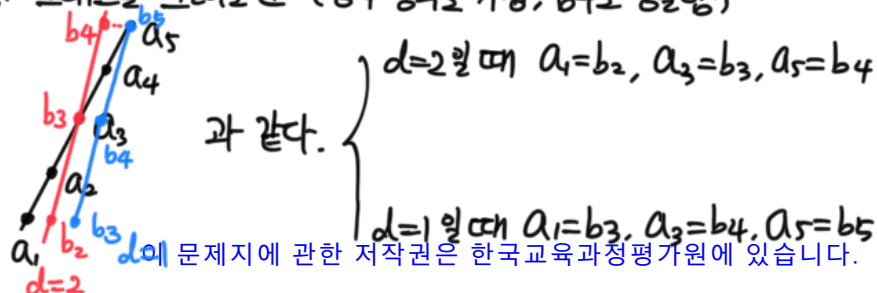 b4 b5 a5
a4
d=2일 때 a1=b2, a3=b3, a5=b4
b3 a3
b4
과 같다.
a2
a1 b2 b3 d=1
d=1일 때 a1=b3, a3=b4, a5=b5
이 문제지에 관한 저작권은 한국교육과정평가원에 있습니다.
d=2